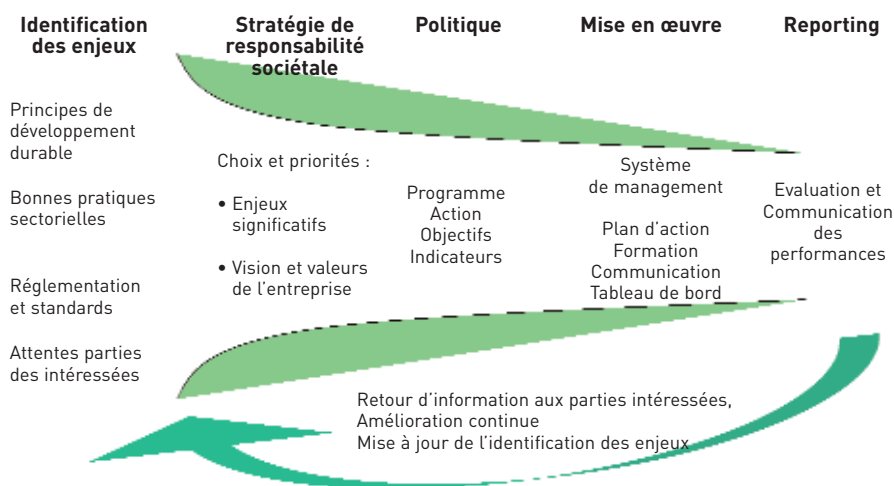 Identification
des enjeux
Stratégie de
responsabilité
sociétale
Politique
Mise en œuvre
Reporting
Principes de
développement
durable
Bonnes pratiques
sectorielles
Réglementation
et standards
Attentes parties
des intéressées
Choix et priorités :
• Enjeux
significatifs
• Vision et valeurs
de l’entreprise
Programme
Action
Objectifs
Indicateurs
Système
de management
Plan d’action
Formation
Communication
Tableau de bord
Evaluation et
Communication
des
performances
Retour d’information aux parties intéressées,
Amélioration continue
Mise à jour de l’identification des enjeux